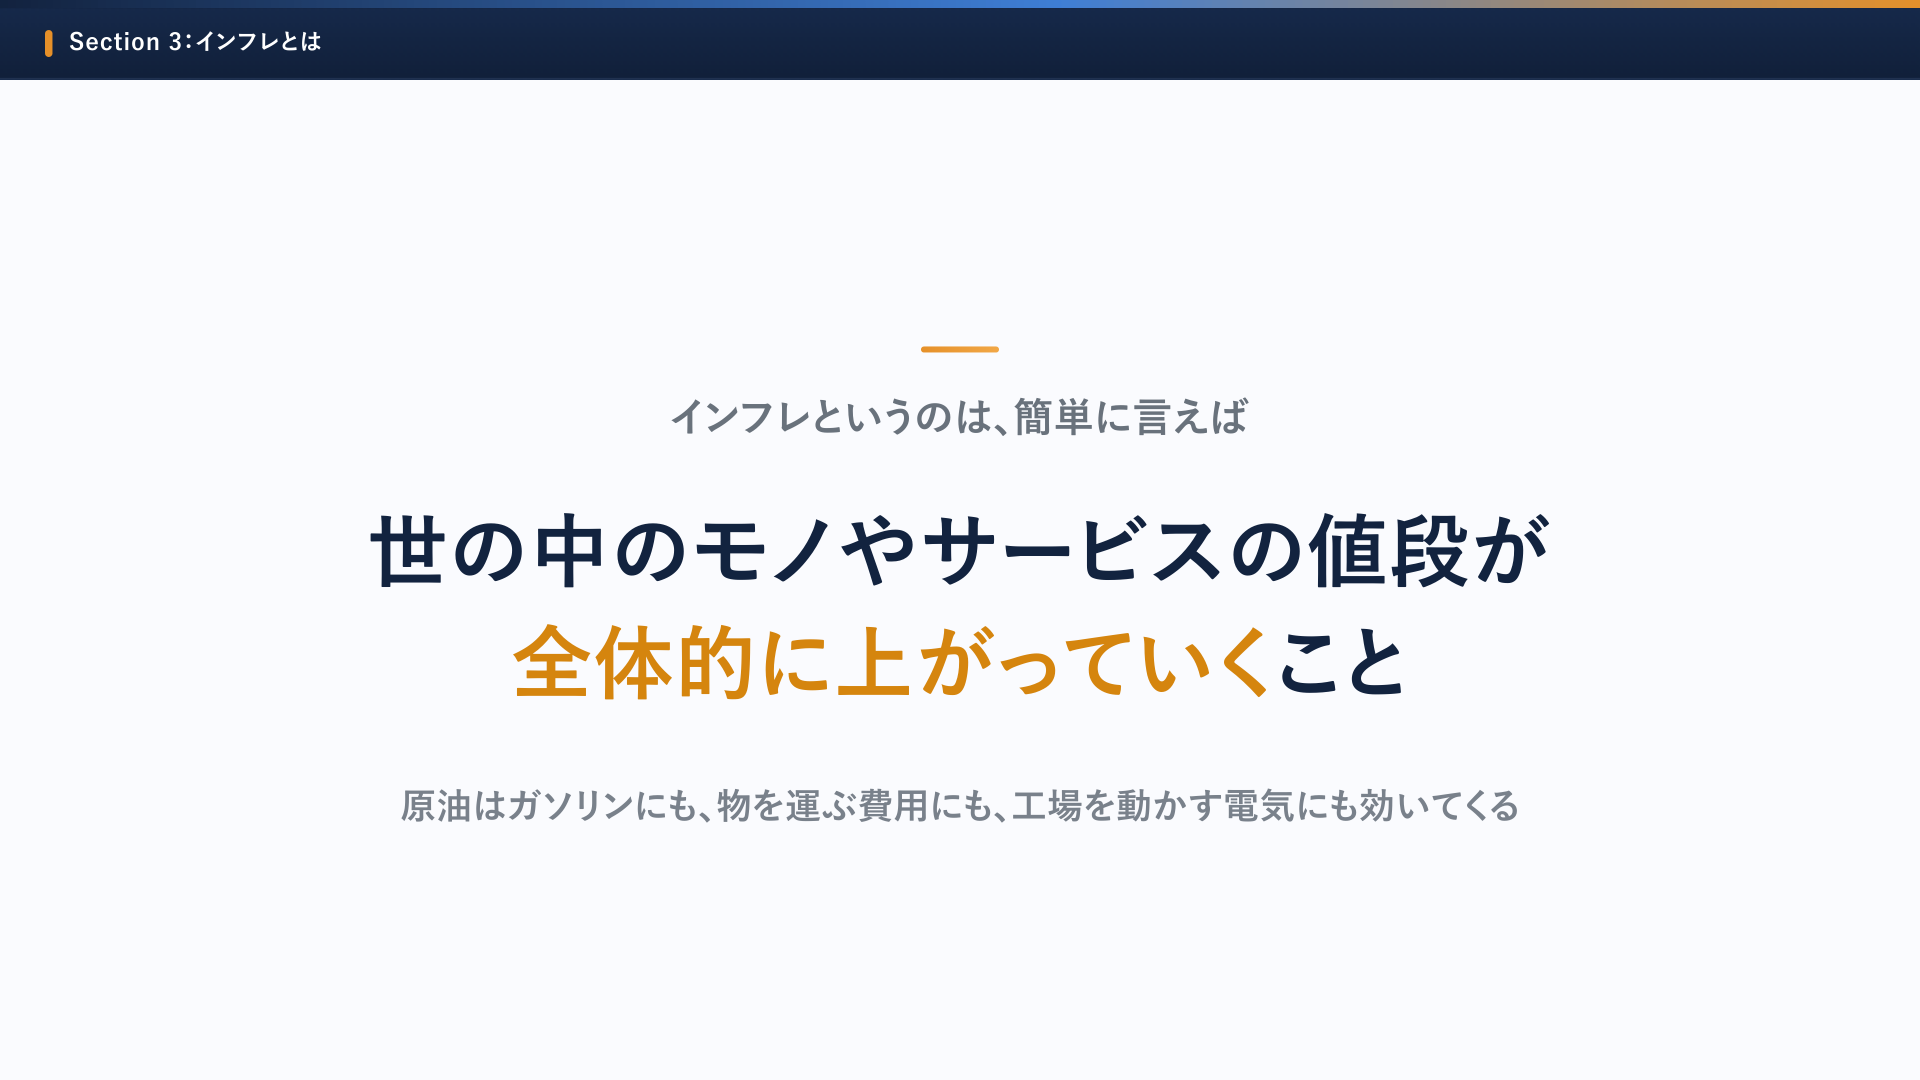 Section 3：インフレとは
インフレというのは、簡単に言えば
世の中のモノやサービスの値段が
全体的に上がっていくこと
原油はガソリンにも、物を運ぶ費用にも、工場を動かす電気にも効いてくる